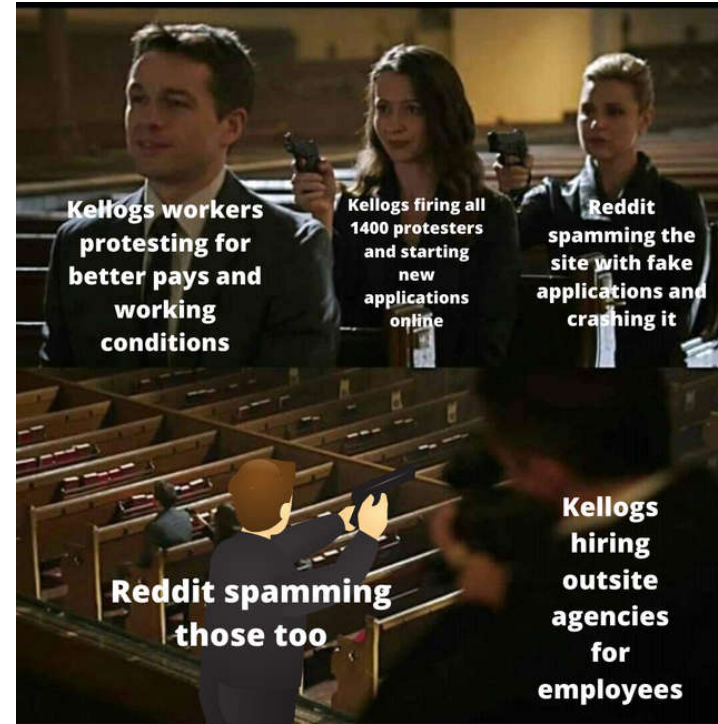 Kellogs workers
protesting for
better pays and
working
conditions
Kellogs firing all
1400 protesters
and starting
new
applications
online
Reddit
spamming the
site with fake
applications and
crashing it
Reddit spamming
those too
Kellogs
hiring
outsite
agencies
for
employees